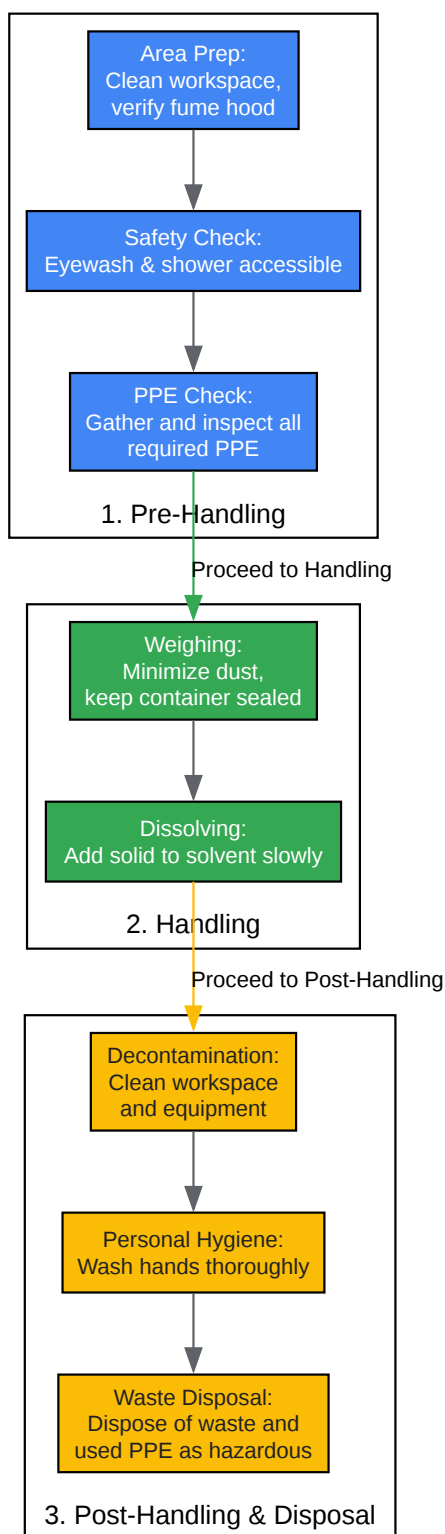 Area Prep:
Clean workspace,
verify fume hood
Safety Check:
Eyewash & shower accessible
PPE Check:
Gather and inspect all
required PPE
1. Pre-Handling
Proceed to Handling
Weighing:
Minimize dust,
keep container sealed
Dissolving:
Add solid to solvent slowly
2. Handling
Proceed to Post-Handling
Decontamination:
Clean workspace
and equipment
Personal Hygiene:
Wash hands thoroughly
Waste Disposal:
Dispose of waste and
used PPE as hazardous
3. Post-Handling & Disposal